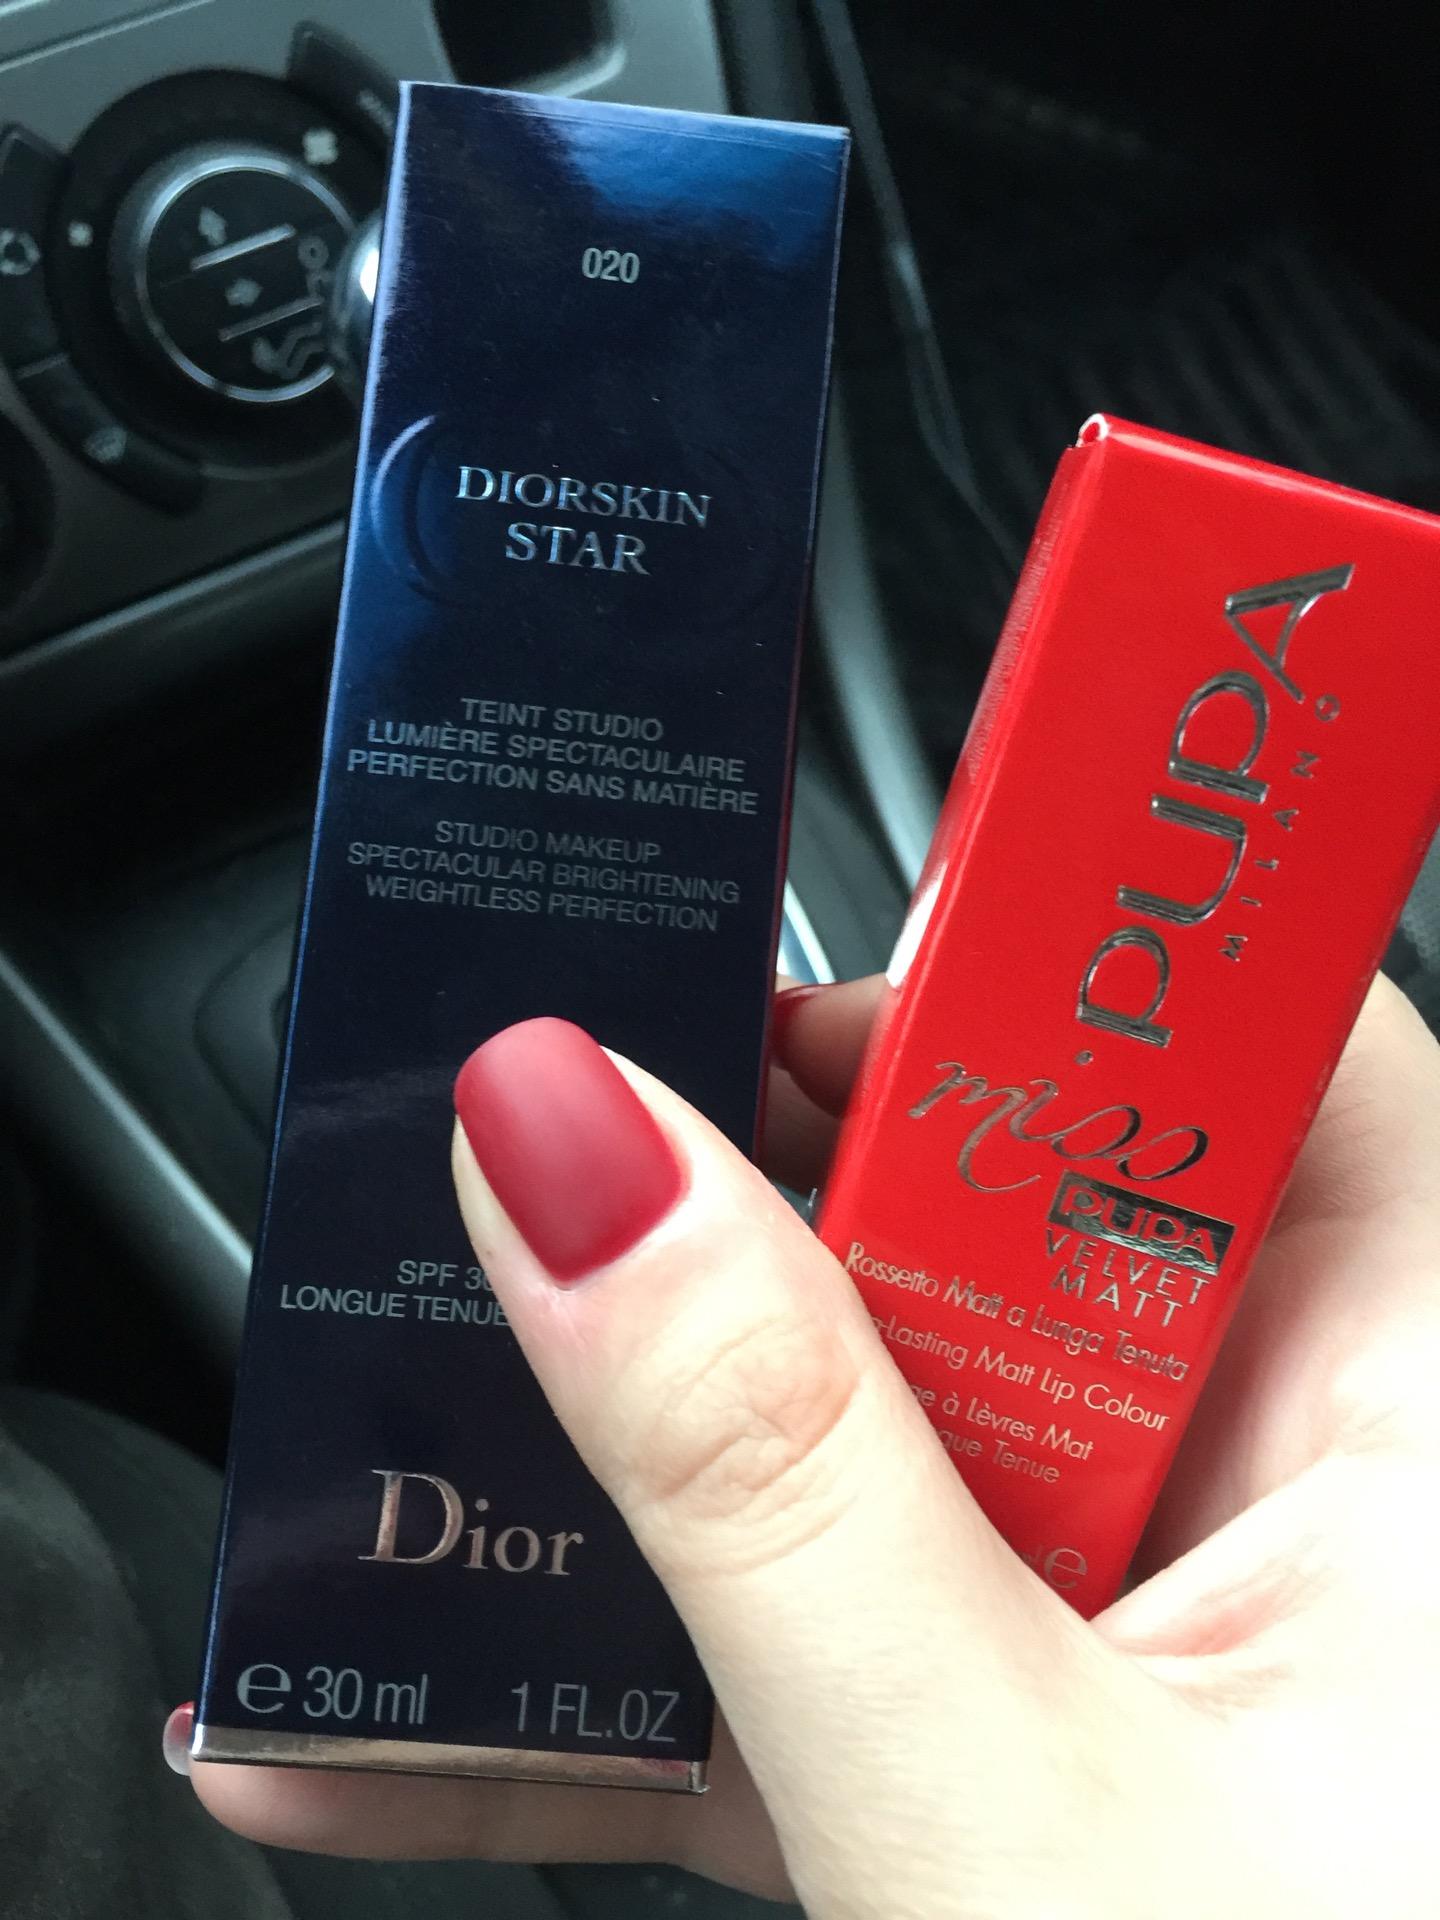 020
DIORSKIN
STAR
TEINT STUDIO
LUMIÈRE SPECTACULAIRE
PERFECTION SANS MATIÈRE
STUDIO MAKEUP
SPECTACULAR BRIGHTENING
WEIGHTLESS PERFECTION
SPF 30
LONGUE TENUE
Dior
e 30 ml 1 FL.OZ
PUPA
MILANO
I'm
PUPA
VELVET
MATT
Rossetto Matt a Lunga Tenuta
-Lasting Matt Lip Colour
à Lèvres Mat
Tenue
e